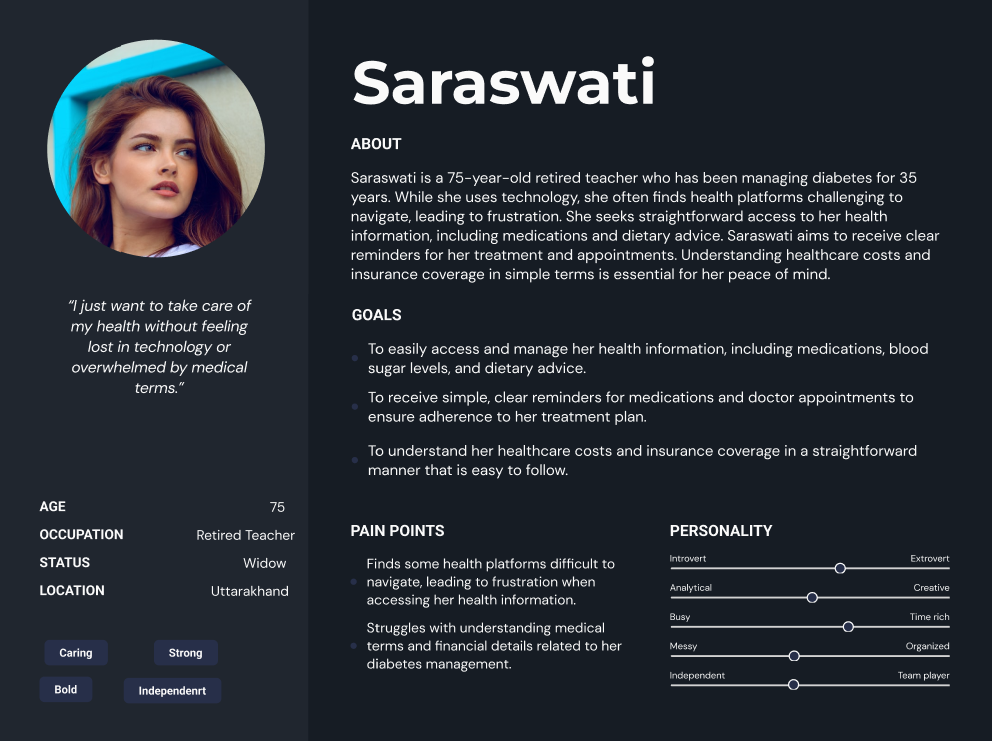 “I just want to take care of
my health without feeling
lost in technology or
overwhelmed by medical
terms.”
AGE 75
OCCUPATION Retired Teacher
STATUS Widow
LOCATION Uttarakhand
Caring Strong
Bold Independenrt
Saraswati
ABOUT
Saraswati is a 75-year-old retired teacher who has been managing diabetes for 35
years. While she uses technology, she often finds health platforms challenging to
navigate, leading to frustration. She seeks straightforward access to her health
information, including medications and dietary advice. Saraswati aims to receive clear
reminders for her treatment and appointments. Understanding healthcare costs and
insurance coverage in simple terms is essential for her peace of mind.
GOALS
To easily access and manage her health information, including medications, blood
sugar levels, and dietary advice.
To receive simple, clear reminders for medications and doctor appointments to
ensure adherence to her treatment plan.
To understand her healthcare costs and insurance coverage in a straightforward
manner that is easy to follow.
PAIN POINTS
Finds some health platforms difficult to
navigate, leading to frustration when
accessing her health information.
Struggles with understanding medical
terms and financial details related to her
diabetes management.
PERSONALITY
Introvert Extrovert
Analytical Creative
Busy Time rich
Messy Organized
Independent Team player